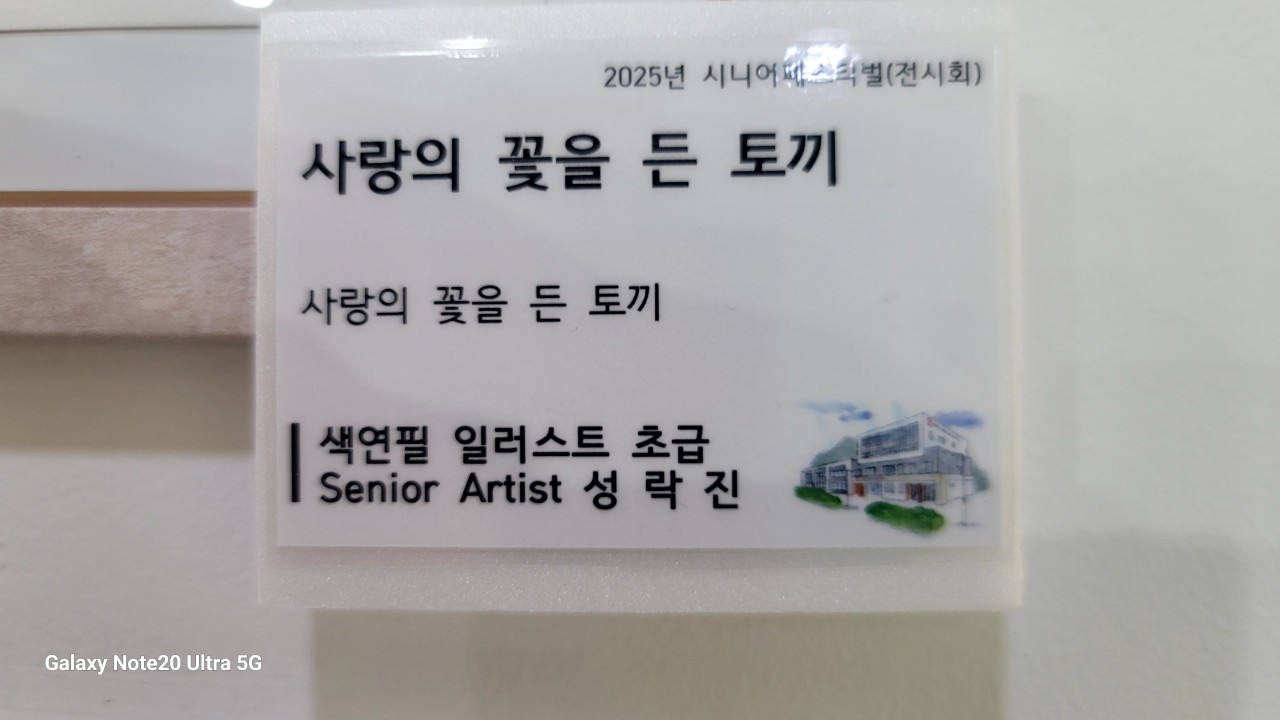 2025년 시니어페스티벌(전시회)
사랑의 꽃을 든 토끼
사랑의 꽃을 든 토끼
색연필 일러스트 초급
Senior Artist 성 락 진
Galaxy Note20 Ultra 5G